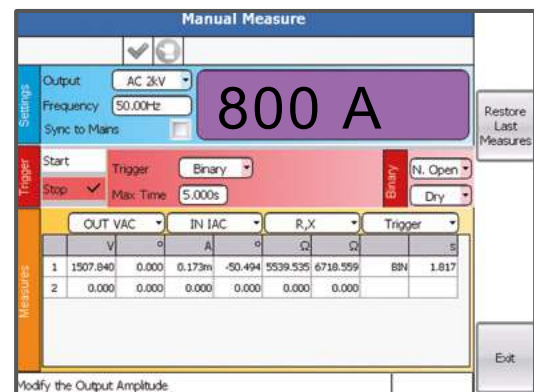 Manual Measure
Settings
Output AC 2kV
Frequency 50.00Hz
Sync to Mains
800 A
Restore
Last
Measures
Trigger
Start
Stop
Trigger Binary
Max Time 5.000s
Binary
N. Open
Dry
Measures
OUT VAC IN IAC R,X Trigger
V ° A ° Ω Ω s
1 1507.840 0.000 0.173m -50.494 5539.535 6718.559 BIN 1.817
2 0.000 0.000 0.000 0.000 0.000 0.000
Exit
Modify the Output Amplitude